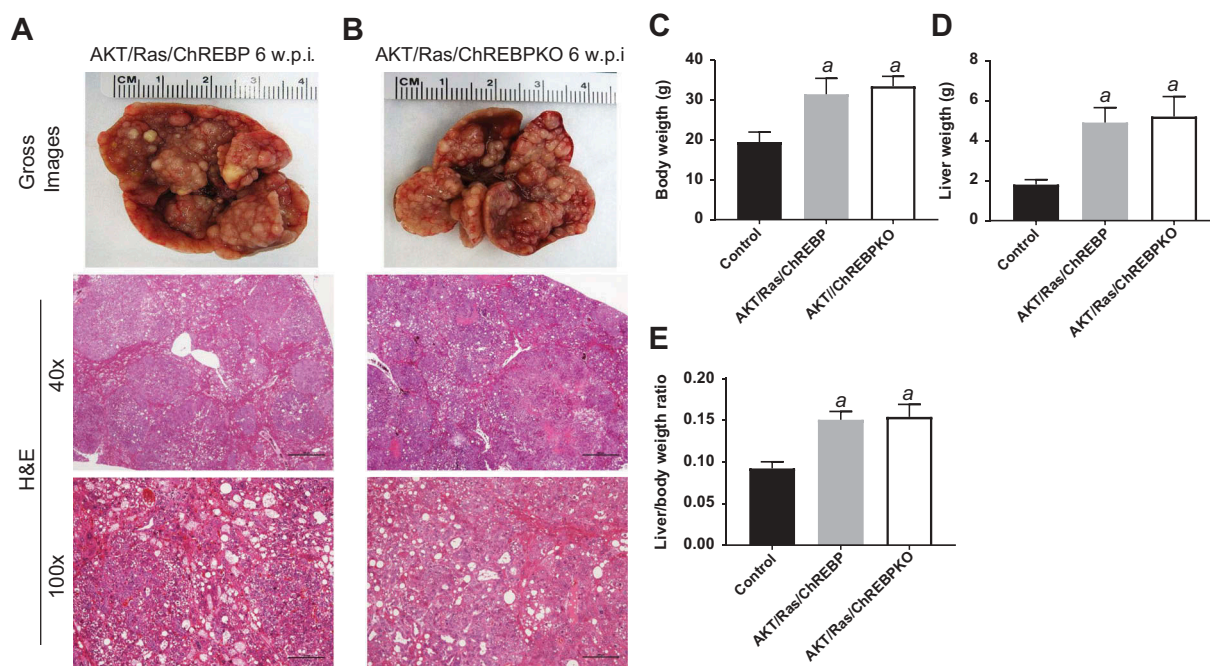 A
AKT/Ras/ChREBP 6 w.p.i.
B
AKT/Ras/ChREBPKO 6 w.p.i
Gross
Images
CM 1 2 3 4
CM 1 2 3 4
H&E
40x
100x
C
Body weigth (g)
40
30
20
10
0
Control
AKT/Ras/ChREBP
AKT//ChREBPKO
a
a
D
Liver weigth (g)
8
6
4
2
0
Control
AKT/Ras/ChREBP
AKT/Ras/ChREBPKO
a
a
E
Liver/body weigth ratio
0.20
0.15
0.10
0.05
0.00
Control
AKT/Ras/ChREBP
AKT/Ras/ChREBPKO
a
a